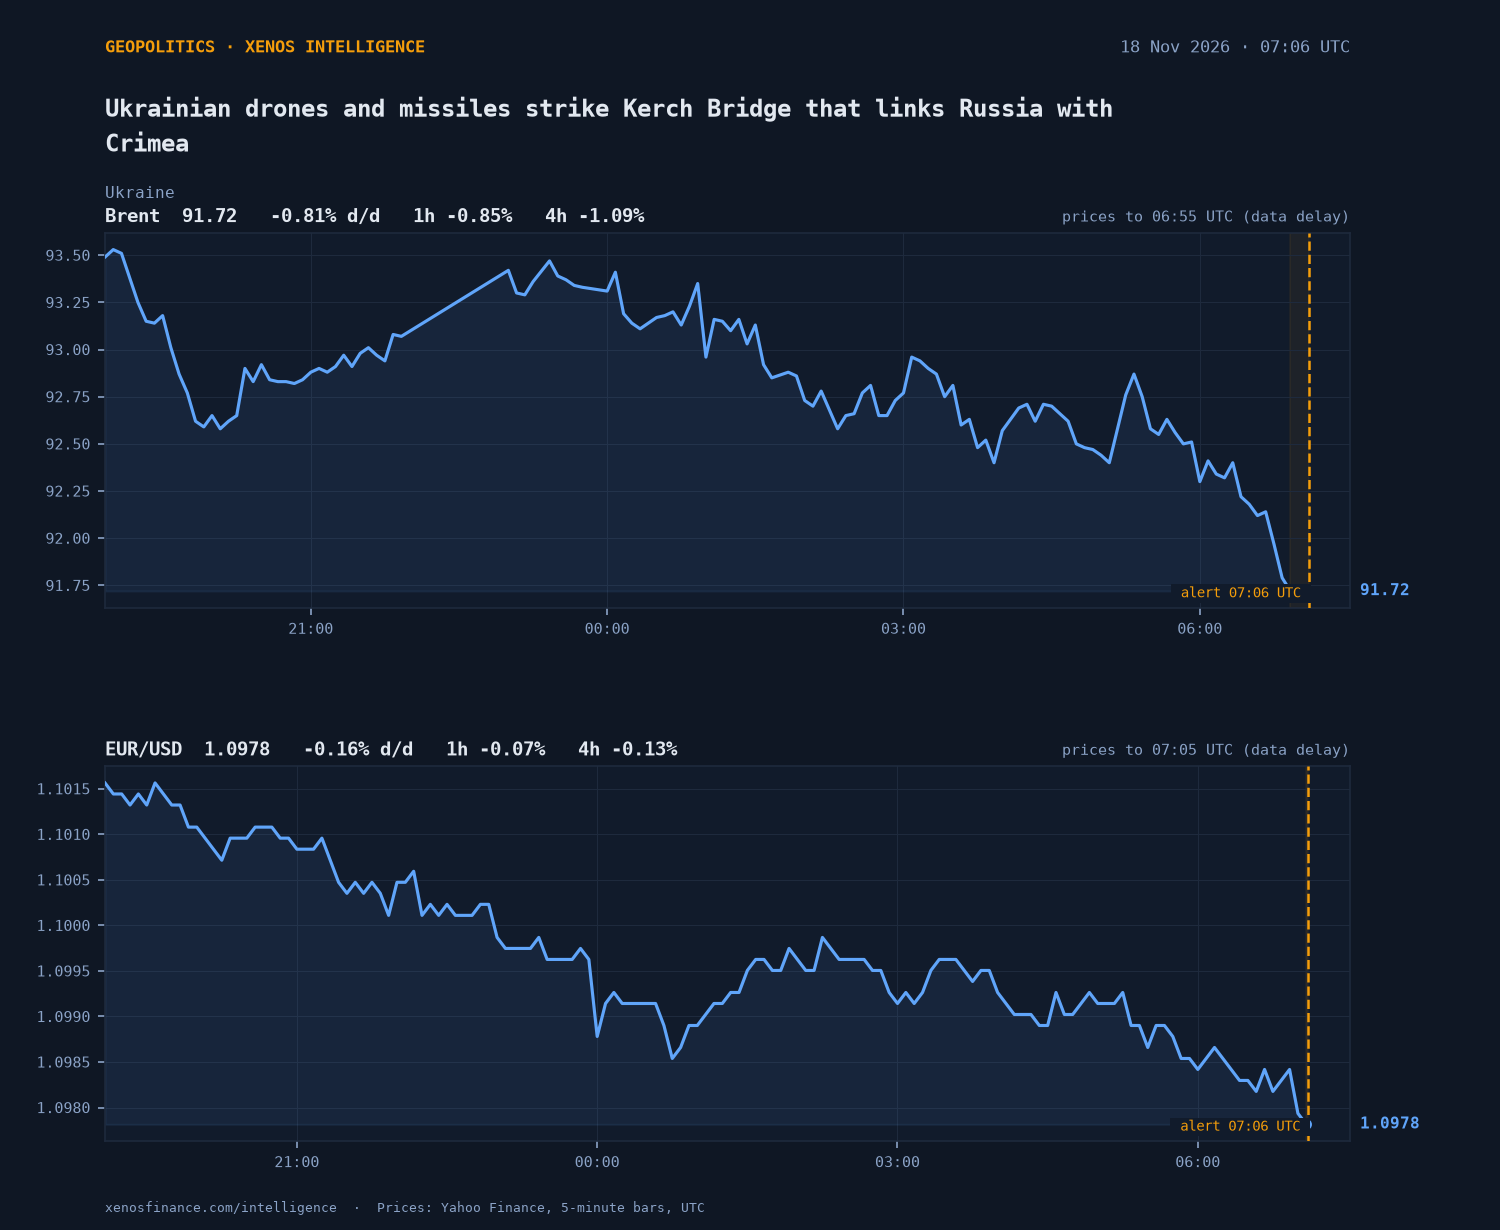 GEOPOLITICS · XENOS INTELLIGENCE
18 Nov 2026 · 07:06 UTC
Ukrainian drones and missiles strike Kerch Bridge that links Russia with
Crimea
Ukraine
Brent 91.72 -0.81% d/d 1h -0.85% 4h -1.09%
prices to 06:55 UTC (data delay)
93.50
93.25
93.00
92.75
92.50
92.25
92.00
91.75
alert 07:06 UTC
91.72
21:00 00:00 03:00 06:00
EUR/USD 1.0978 -0.16% d/d 1h -0.07% 4h -0.13%
prices to 07:05 UTC (data delay)
1.1015
1.1010
1.1005
1.1000
1.0995
1.0990
1.0985
1.0980
alert 07:06 UTC
1.0978
21:00 00:00 03:00 06:00
xenosfinance.com/intelligence · Prices: Yahoo Finance, 5-minute bars, UTC